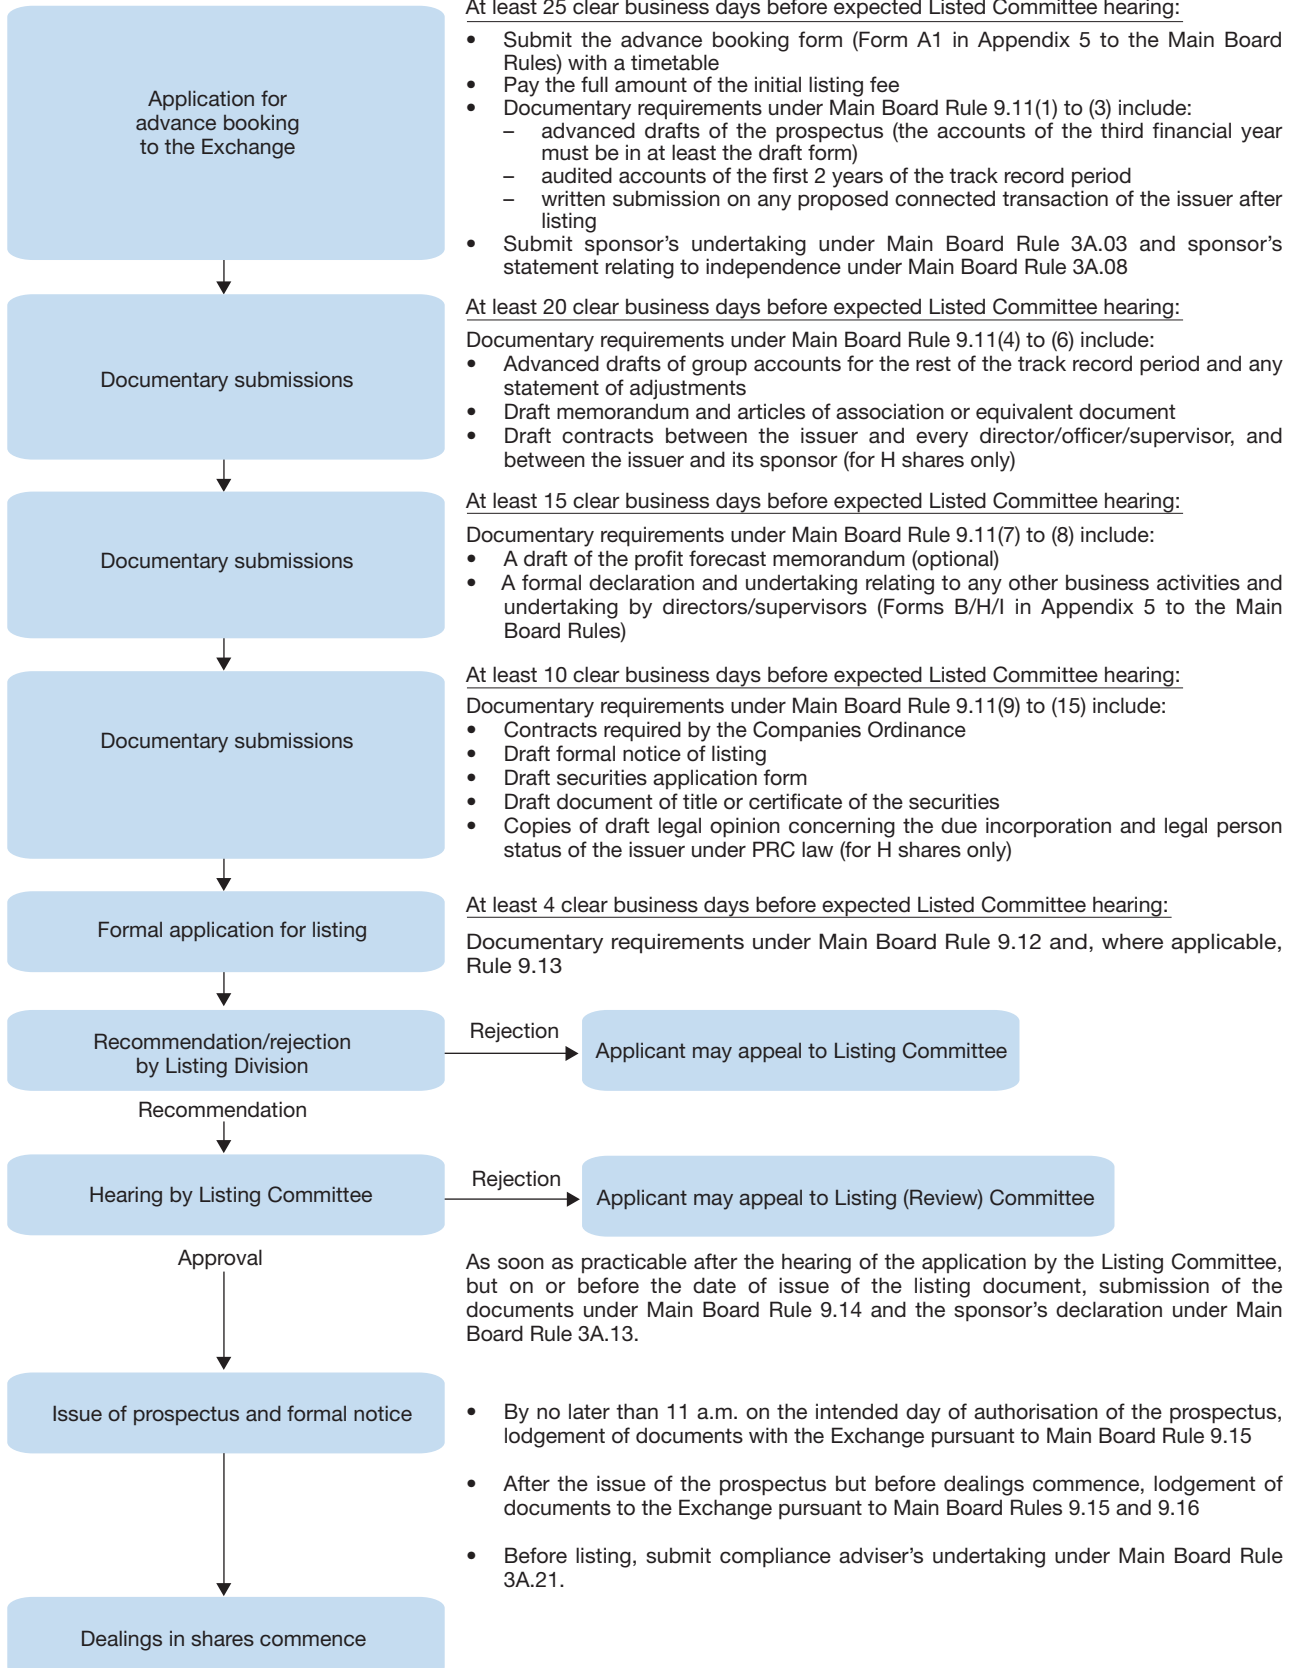 At least 25 clear business days before expected Listed Committee hearing:
Application for
advance booking
to the Exchange
• Submit the advance booking form (Form A1 in Appendix 5 to the Main Board
Rules) with a timetable
• Pay the full amount of the initial listing fee
• Documentary requirements under Main Board Rule 9.11(1) to (3) include:
– advanced drafts of the prospectus (the accounts of the third financial year
must be in at least the draft form)
– audited accounts of the first 2 years of the track record period
– written submission on any proposed connected transaction of the issuer after
listing
• Submit sponsor's undertaking under Main Board Rule 3A.03 and sponsor's
statement relating to independence under Main Board Rule 3A.08
Documentary submissions
At least 20 clear business days before expected Listed Committee hearing:
Documentary requirements under Main Board Rule 9.11(4) to (6) include:
• Advanced drafts of group accounts for the rest of the track record period and any
statement of adjustments
• Draft memorandum and articles of association or equivalent document
• Draft contracts between the issuer and every director/officer/supervisor, and
between the issuer and its sponsor (for H shares only)
Documentary submissions
At least 15 clear business days before expected Listed Committee hearing:
Documentary requirements under Main Board Rule 9.11(7) to (8) include:
• A draft of the profit forecast memorandum (optional)
• A formal declaration and undertaking relating to any other business activities and
undertaking by directors/supervisors (Forms B/H/I in Appendix 5 to the Main
Board Rules)
Documentary submissions
At least 10 clear business days before expected Listed Committee hearing:
Documentary requirements under Main Board Rule 9.11(9) to (15) include:
• Contracts required by the Companies Ordinance
• Draft formal notice of listing
• Draft securities application form
• Draft document of title or certificate of the securities
• Copies of draft legal opinion concerning the due incorporation and legal person
status of the issuer under PRC law (for H shares only)
Formal application for listing
At least 4 clear business days before expected Listed Committee hearing:
Documentary requirements under Main Board Rule 9.12 and, where applicable,
Rule 9.13
Recommendation/rejection
by Listing Division
Rejection
Applicant may appeal to Listing Committee
Recommendation
Hearing by Listing Committee
Rejection
Applicant may appeal to Listing (Review) Committee
Approval
As soon as practicable after the hearing of the application by the Listing Committee,
but on or before the date of issue of the listing document, submission of the
documents under Main Board Rule 9.14 and the sponsor's declaration under Main
Board Rule 3A.13.
Issue of prospectus and formal notice
• By no later than 11 a.m. on the intended day of authorisation of the prospectus,
lodgement of documents with the Exchange pursuant to Main Board Rule 9.15
• After the issue of the prospectus but before dealings commence, lodgement of
documents to the Exchange pursuant to Main Board Rules 9.15 and 9.16
• Before listing, submit compliance adviser's undertaking under Main Board Rule
3A.21.
Dealings in shares commence